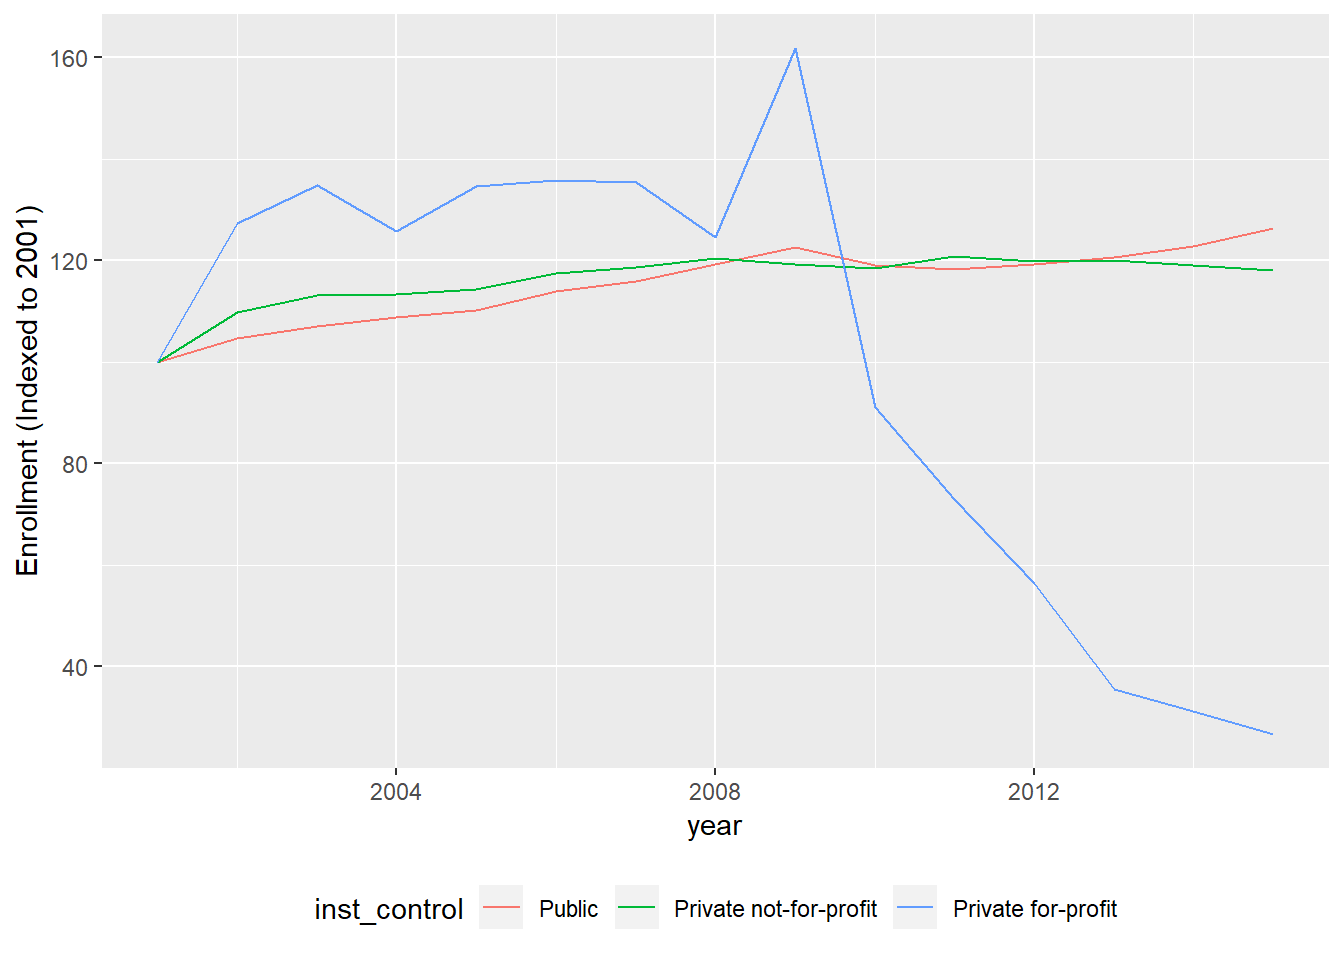 160
120
80
40
Enrollment (Indexed to 2001)
2004 2008 2012
year
inst_control Public Private not-for-profit Private for-profit